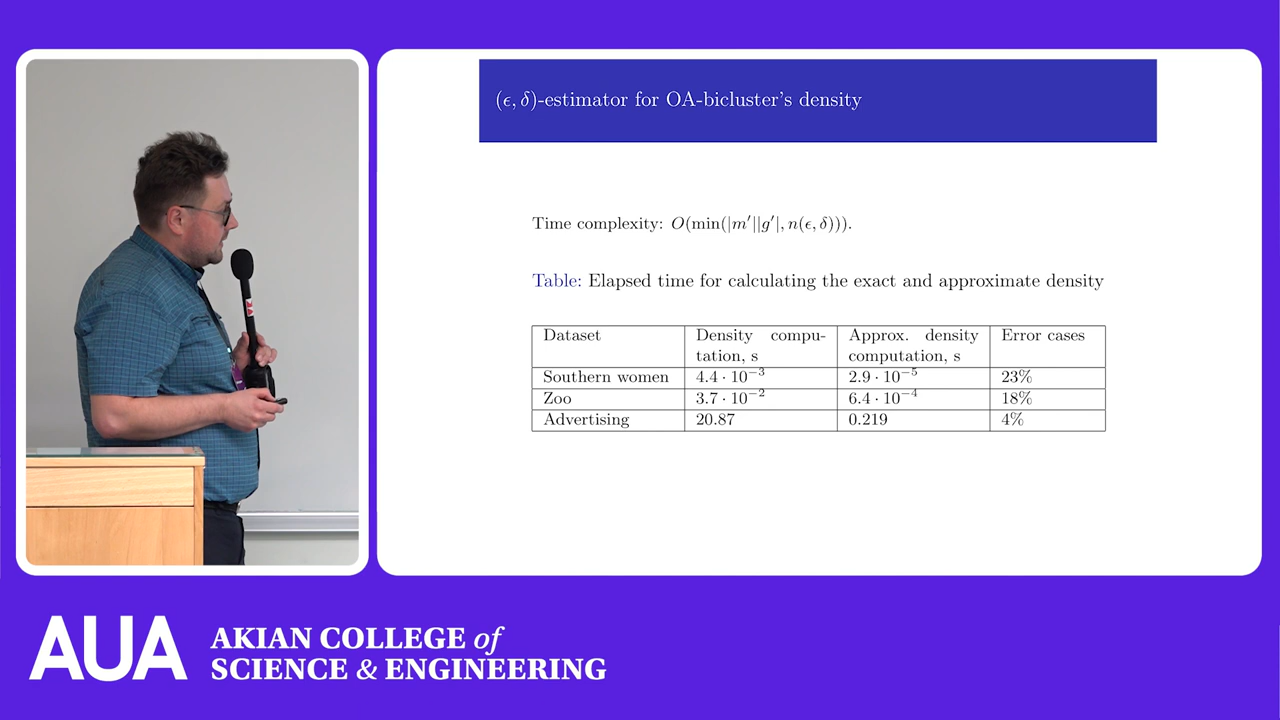 (ϵ, δ)-estimator for OA-bicluster's density
Time complexity: O(min(|m′||g′|, n(ϵ, δ))).
Table: Elapsed time for calculating the exact and approximate density
Dataset | Density compu-tation, s | Approx. density computation, s | Error cases
Southern women | 4.4 · 10⁻³ | 2.9 · 10⁻⁵ | 23%
Zoo | 3.7 · 10⁻² | 6.4 · 10⁻⁴ | 18%
Advertising | 20.87 | 0.219 | 4%
AUA
AKIAN COLLEGE of
SCIENCE & ENGINEERING